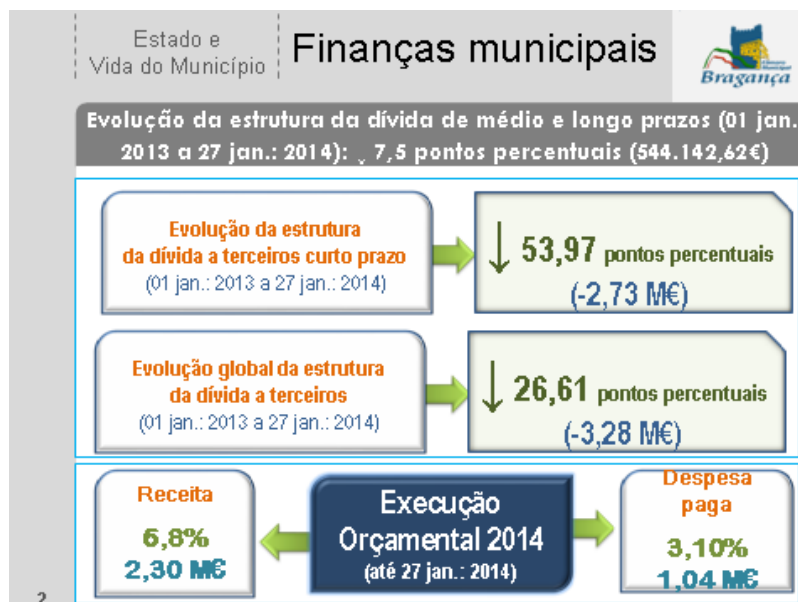 Estado e
Vida do Município
Finanças municipais
Bragança
Evolução da estrutura da dívida de médio e longo prazos (01 jan.
2013 a 27 jan.: 2014): ↓ 7,5 pontos percentuais (544.142,62€)
Evolução da estrutura
da dívida a terceiros curto prazo
(01 jan.: 2013 a 27 jan.: 2014)
↓ 53,97 pontos percentuais
(-2,73 M€)
Evolução global da estrutura
da dívida a terceiros
(01 jan.: 2013 a 27 jan.: 2014)
↓ 26,61 pontos percentuais
(-3,28 M€)
Receita
6,8%
2,30 M€
Execução
Orçamental 2014
(até 27 jan.: 2014)
Despesa
paga
3,10%
1,04 M€
2